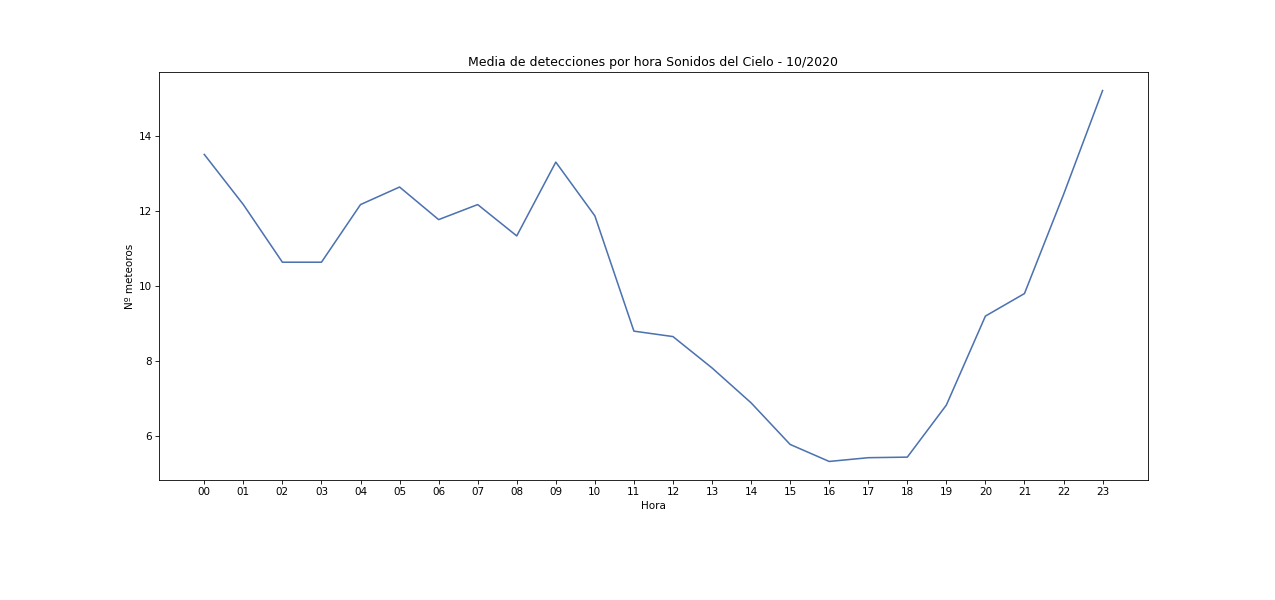 Media de detecciones por hora Sonidos del Cielo - 10/2020
14
12
10
8
6
Nº meteoros
00 01 02 03 04 05 06 07 08 09 10 11 12 13 14 15 16 17 18 19 20 21 22 23
Hora